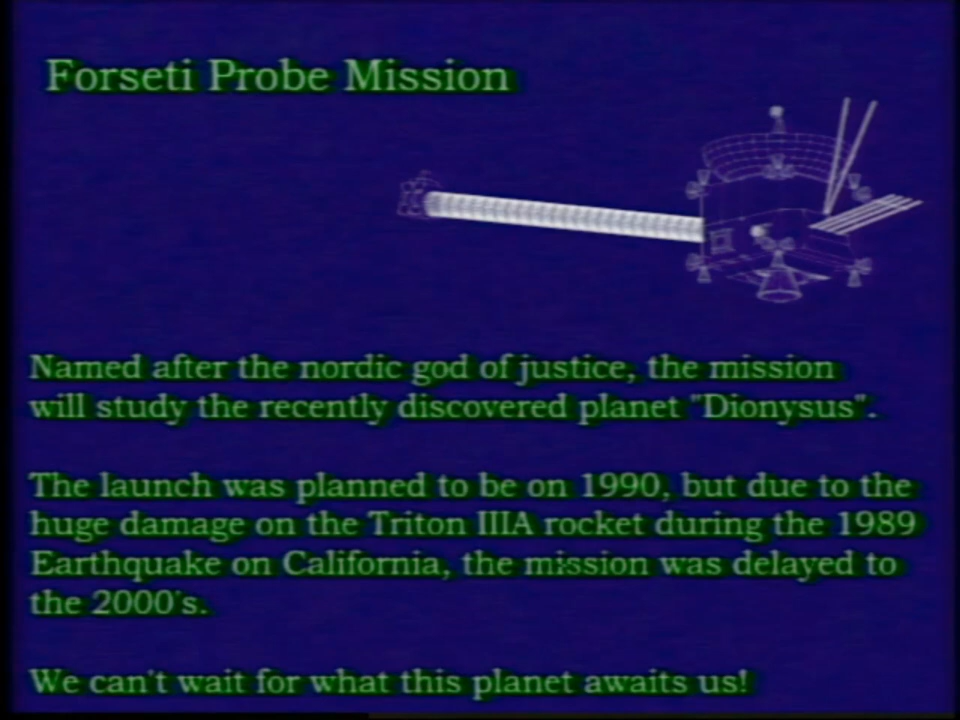 Forseti Probe Mission
Named after the nordic god of justice, the mission
will study the recently discovered planet "Dionysus".
The launch was planned to be on 1990, but due to the
huge damage on the Triton IIIA rocket during the 1989
Earthquake on California, the mission was delayed to
the 2000's.
We can't wait for what this planet awaits us!